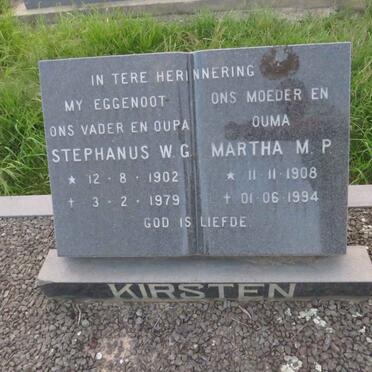 IN TERE HERINNERING
MY EGGENOOT
ONS VADER EN OUPA
STEPHANUS W.G.
* 12-8-1902
+ 3-2-1979
ONS MOEDER EN
OUMA
MARTHA M.P.
* 11-11-1908
+ 01-06-1994
GOD IS LIEFDE
KIRSTEN